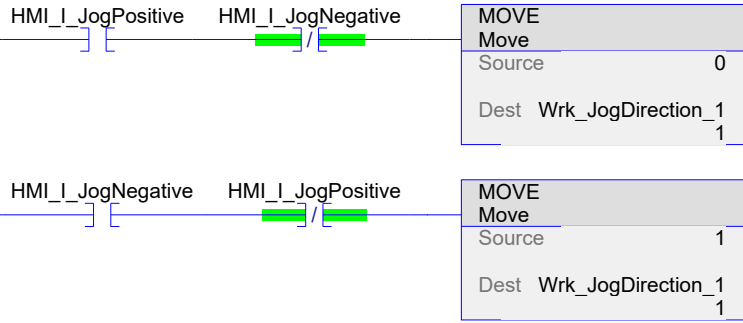 HMI_I_JogPositive HMI_I_JogNegative MOVE
/ Move
Source 0
Dest Wrk_JogDirection_1
1
HMI_I_JogNegative HMI_I_JogPositive MOVE
/ Move
Source 1
Dest Wrk_JogDirection_1
1